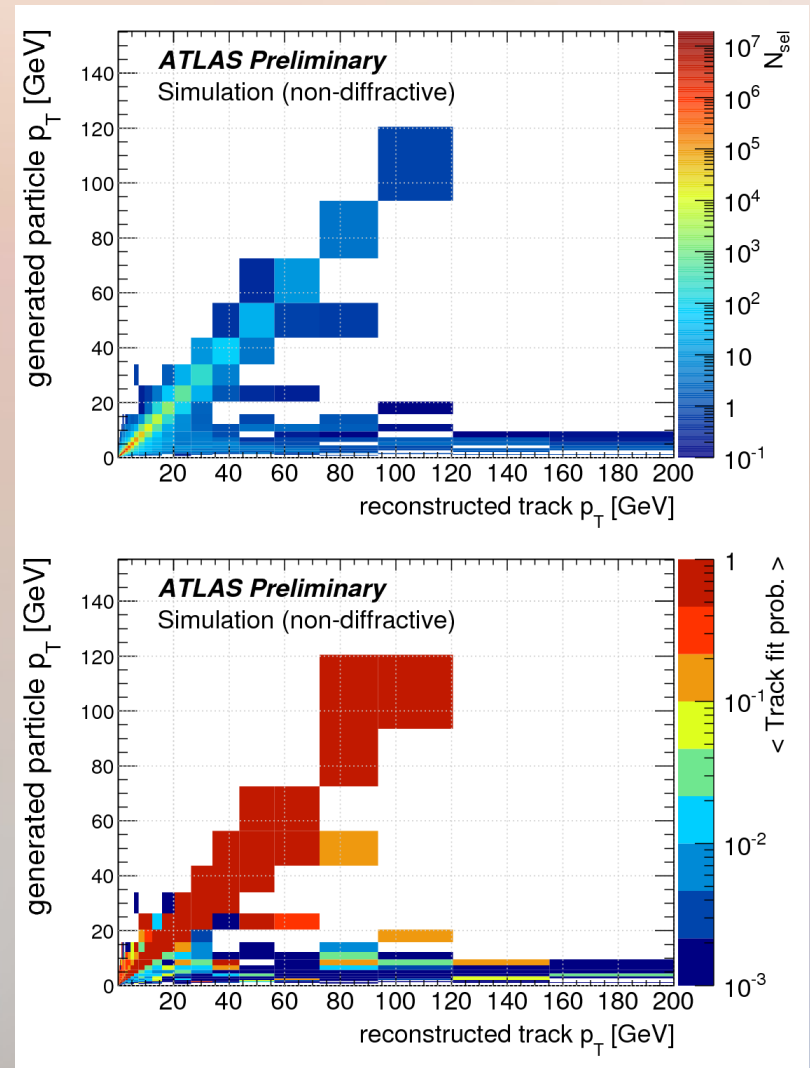 ATLAS Preliminary
Simulation (non-diffractive)
generated particle p_T [GeV]
140
120
100
80
60
40
20
0
20 40 60 80 100 120 140 160 180 200
reconstructed track p_T [GeV]
N_sel
10^7
10^6
10^5
10^4
10^3
10^2
10
1
10^-1
ATLAS Preliminary
Simulation (non-diffractive)
generated particle p_T [GeV]
140
120
100
80
60
40
20
0
20 40 60 80 100 120 140 160 180 200
reconstructed track p_T [GeV]
< Track fit prob. >
1
10^-1
10^-2
10^-3